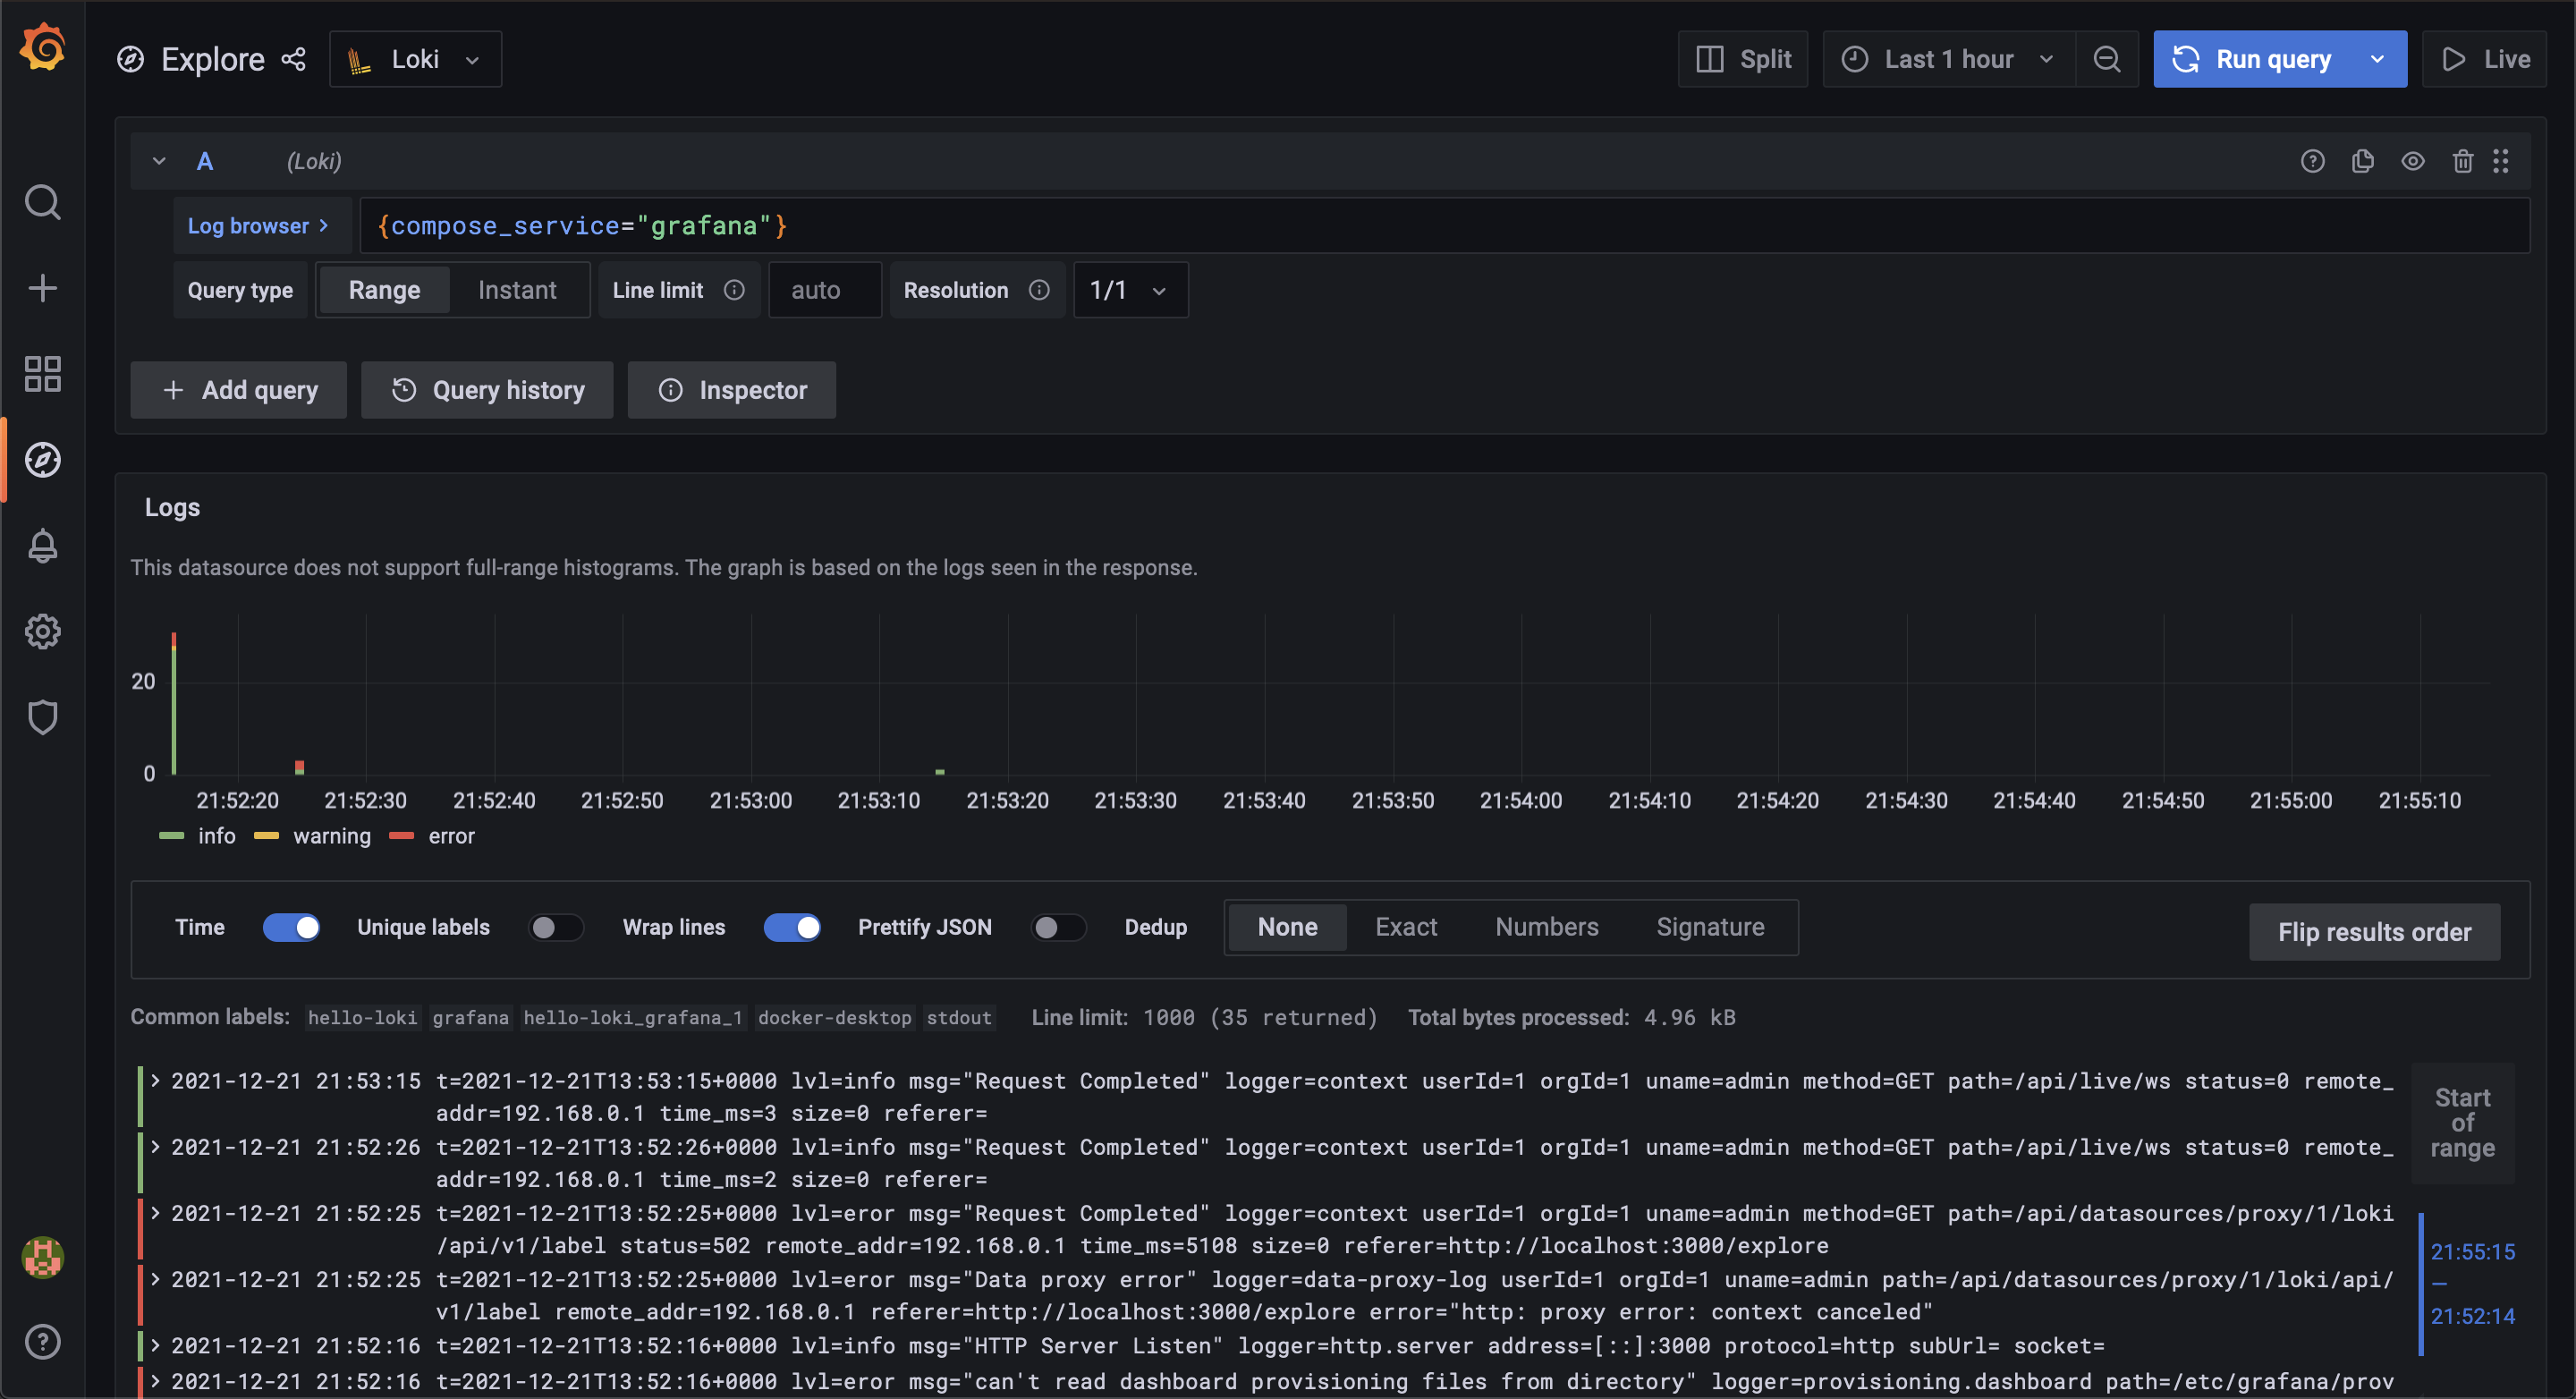 Explore
Loki
Split
Last 1 hour
Run query
Live
A
(Loki)
Log browser >
{compose_service="grafana"}
Query type
Range
Instant
Line limit
auto
Resolution
1/1
+ Add query
Query history
Inspector
Logs
This datasource does not support full-range histograms. The graph is based on the logs seen in the response.
20
0
21:52:20 21:52:30 21:52:40 21:52:50 21:53:00 21:53:10 21:53:20 21:53:30 21:53:40 21:53:50 21:54:00 21:54:10 21:54:20 21:54:30 21:54:40 21:54:50 21:55:00 21:55:10
info warning error
Time
Unique labels
Wrap lines
Prettify JSON
Dedup
None
Exact
Numbers
Signature
Flip results order
Common labels: hello-loki grafana hello-loki_grafana_1 docker-desktop stdout Line limit: 1000 (35 returned) Total bytes processed: 4.96 kB
> 2021-12-21 21:53:15 t=2021-12-21T13:53:15+0000 lvl=info msg="Request Completed" logger=context userId=1 orgId=1 uname=admin method=GET path=/api/live/ws status=0 remote_
addr=192.168.0.1 time_ms=3 size=0 referer=
> 2021-12-21 21:52:26 t=2021-12-21T13:52:26+0000 lvl=info msg="Request Completed" logger=context userId=1 orgId=1 uname=admin method=GET path=/api/live/ws status=0 remote_
addr=192.168.0.1 time_ms=2 size=0 referer=
> 2021-12-21 21:52:25 t=2021-12-21T13:52:25+0000 lvl=eror msg="Request Completed" logger=context userId=1 orgId=1 uname=admin method=GET path=/api/datasources/proxy/1/loki
/api/v1/label status=502 remote_addr=192.168.0.1 time_ms=5108 size=0 referer=http://localhost:3000/explore
> 2021-12-21 21:52:25 t=2021-12-21T13:52:25+0000 lvl=eror msg="Data proxy error" logger=data-proxy-log userId=1 orgId=1 uname=admin path=/api/datasources/proxy/1/loki/api/
v1/label remote_addr=192.168.0.1 referer=http://localhost:3000/explore error="http: proxy error: context canceled"
> 2021-12-21 21:52:16 t=2021-12-21T13:52:16+0000 lvl=info msg="HTTP Server Listen" logger=http.server address=[::]:3000 protocol=http subUrl= socket=
> 2021-12-21 21:52:16 t=2021-12-21T13:52:16+0000 lvl=eror msg="can't read dashboard provisioning files from directory" logger=provisioning.dashboard path=/etc/grafana/prov
Start
of
range
21:55:15
—
21:52:14